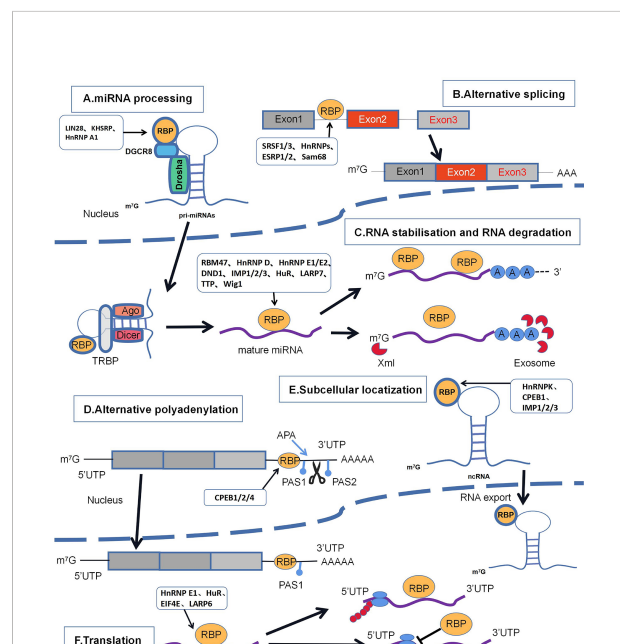 A.miRNA processing
LIN28、KHSRP、
HnRNP A1
RBP
DGCR8
Drosha
m⁷G
Nucleus
pri-miRNAs
B.Alternative splicing
Exon1
RBP
Exon2
Exon3
SRSF1/3、HnRNPs、
ESRP1/2、Sam68
m⁷G
Exon1
Exon2
Exon3
AAA
C.RNA stabilisation and RNA degradation
RBM47、HnRNP D、HnRNP E1/E2、
DND1、IMP1/2/3、HuR、LARP7、
TTP、Wig1
RBP
mature miRNA
Ago
Dicer
RBP
TRBP
RBP
RBP
m⁷G
A A A
3'
RBP
m⁷G
A A A
Xml
Exosome
D.Alternative polyadenylation
APA
3'UTP
m⁷G
RBP
AAAAA
5'UTP
PAS1
PAS2
Nucleus
CPEB1/2/4
3'UTP
m⁷G
RBP
AAAAA
5'UTP
PAS1
E.Subcellular locatization
RBP
HnRNPK、
CPEB1、
IMP1/2/3
m⁷G
ncRNA
RNA export
RBP
m⁷G
HnRNP E1、HuR、
EIF4E、LARP6
F.Translation
RBP
5'UTP
RBP
3'UTP
5'UTP
RBP
3'UTP